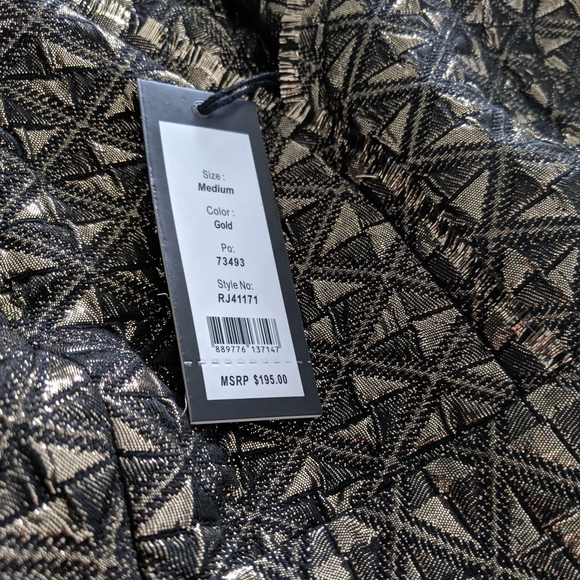 Size :
Medium
Color :
Gold
Po:
73493
Style No:
RJ41171
889776 137147
MSRP $195.00